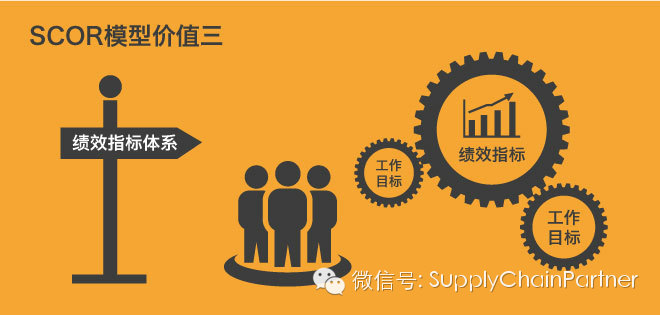 SCOR模型价值三
绩效指标体系
工作
目标
绩效指标
工作
目标
微信号: SupplyChainPartner